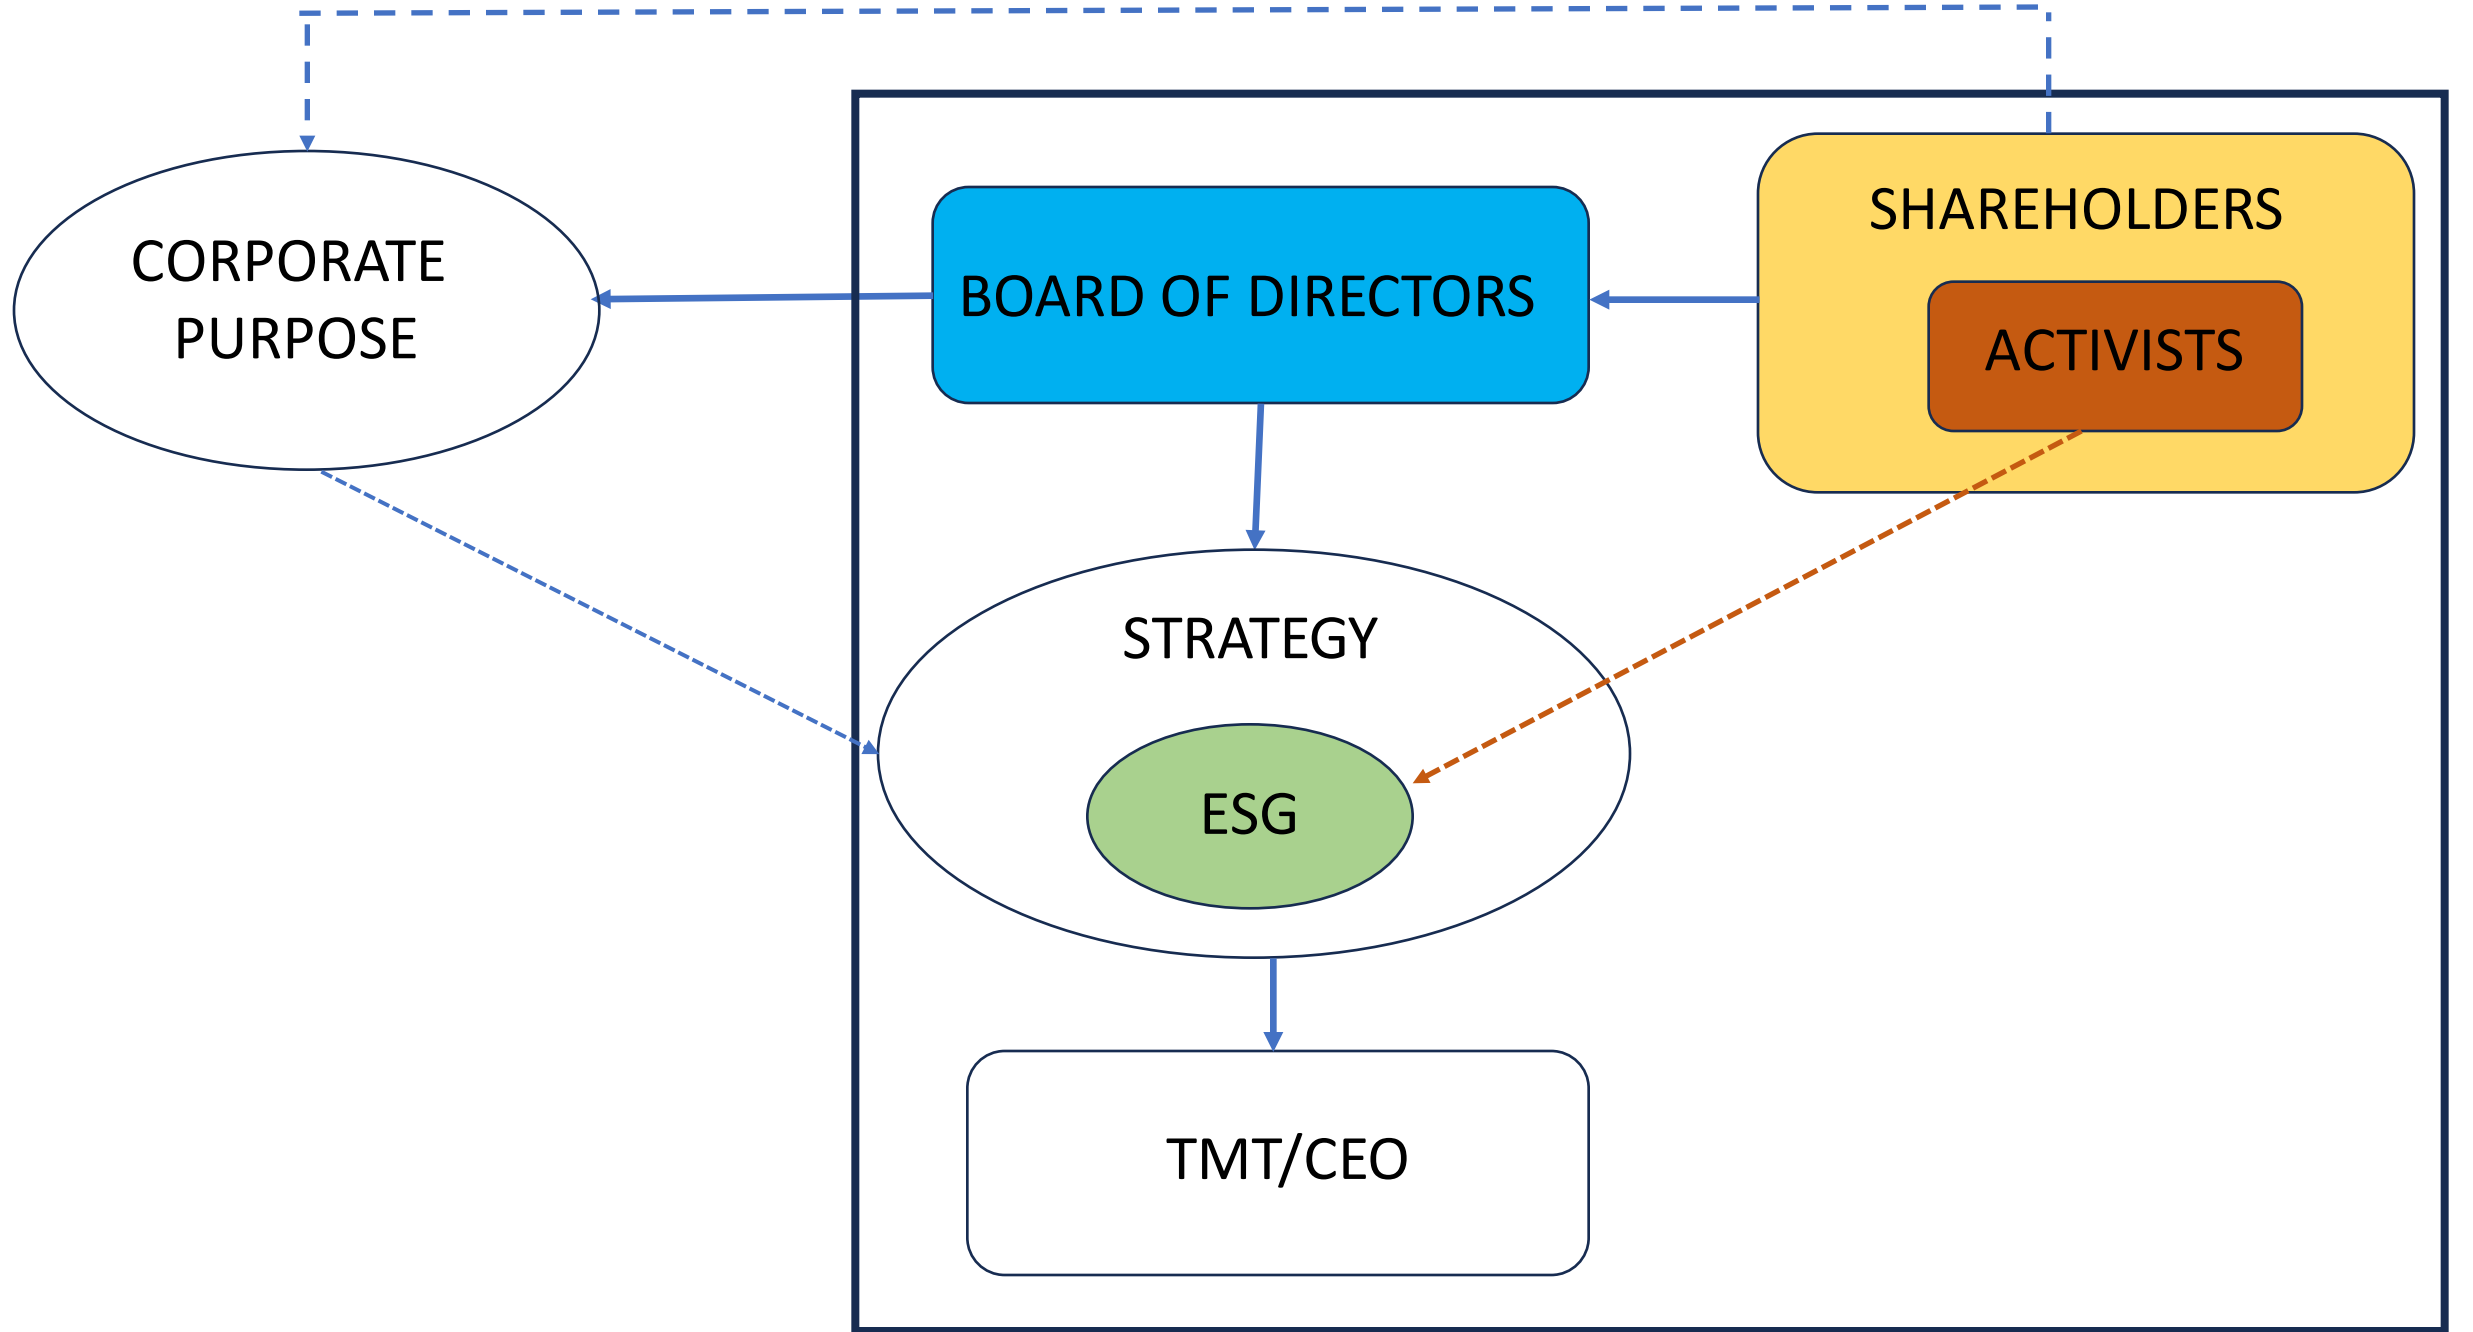 SHAREHOLDERS
CORPORATE
PURPOSE
BOARD OF DIRECTORS
ACTIVISTS
STRATEGY
ESG
TMT/CEO